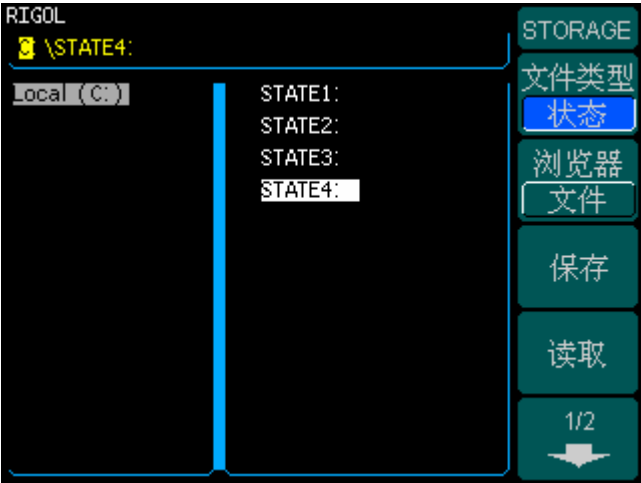 RIGOL
C \STATE4:
Local (C:)
STATE1:
STATE2:
STATE3:
STATE4:
STORAGE
文件类型
状态
浏览器
文件
保存
读取
1/2